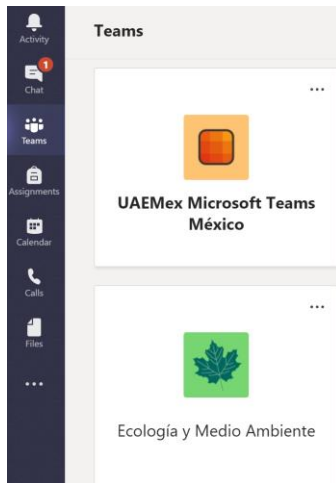 Activity
1
Chat
Teams
Assignments
Calendar
Calls
Files
Teams
UAEMex Microsoft Teams
México
Ecología y Medio Ambiente